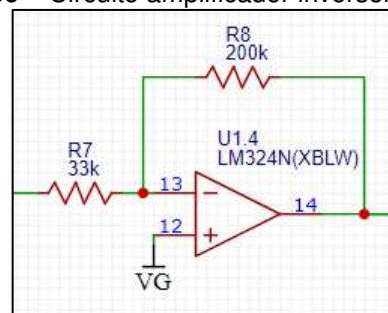 Circuito amplificador inversor
R8
200k
U1.4
LM324N(XBLW)
R7
33k
13
14
12
VG